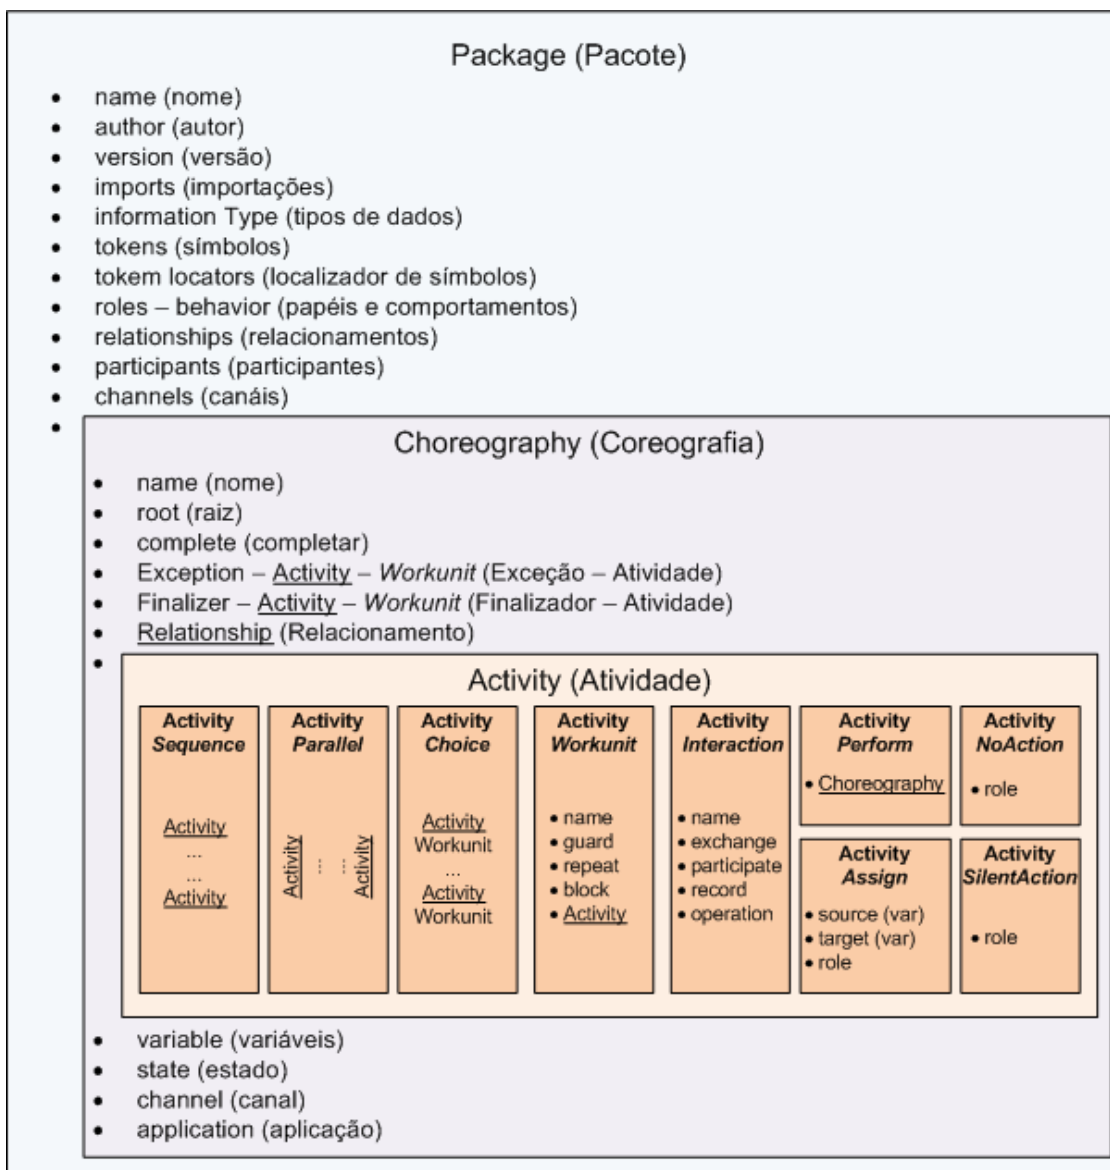 Package (Pacote)
• name (nome)
• author (autor)
• version (versão)
• imports (importações)
• information Type (tipos de dados)
• tokens (símbolos)
• tokem locators (localizador de símbolos)
• roles – behavior (papéis e comportamentos)
• relationships (relacionamentos)
• participants (participantes)
• channels (canáis)
•
Choreography (Coreografia)
• name (nome)
• root (raiz)
• complete (completar)
• Exception – Activity – Workunit (Exceção – Atividade)
• Finalizer – Activity – Workunit (Finalizador – Atividade)
• Relationship (Relacionamento)
•
Activity (Atividade)
Activity
Sequence
Activity
...
...
Activity
Activity
Parallel
Activity
...
...
Activity
Activity
Choice
Activity
Workunit
...
Activity
Workunit
Activity
Workunit
• name
• guard
• repeat
• block
• Activity
Activity
Interaction
• name
• exchange
• participate
• record
• operation
Activity
Perform
• Choreography
Activity
NoAction
• role
Activity
Assign
• source (var)
• target (var)
• role
Activity
SilentAction
• role
• variable (variáveis)
• state (estado)
• channel (canal)
• application (aplicação)